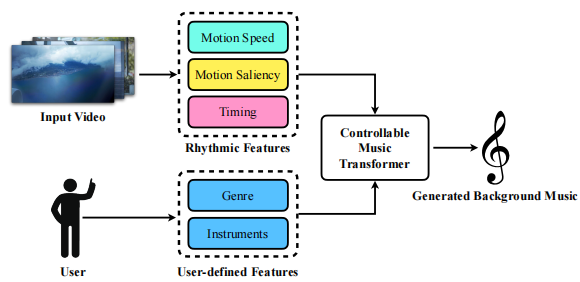 Motion Speed
Motion Saliency
Timing
Input Video
Rhythmic Features
Controllable
Music
Transformer
Generated Background Music
Genre
Instruments
User
User-defined Features